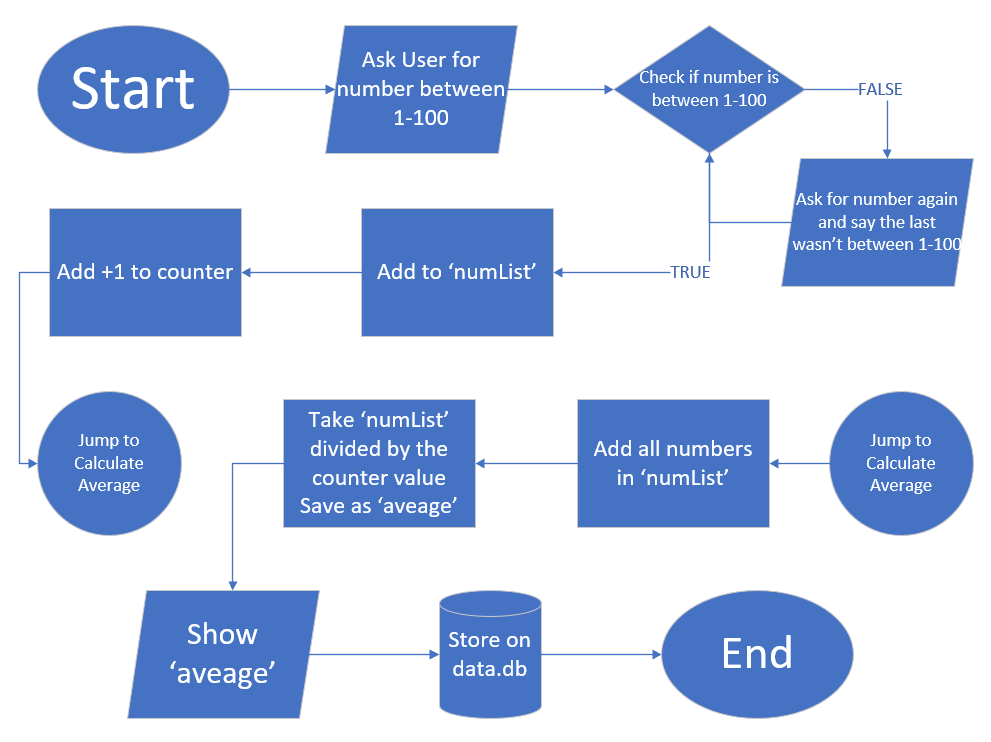 Start
Ask User for
number between
1-100
Check if number is
between 1-100
FALSE
Ask for number again
and say the last
wasn’t between 1-100
TRUE
Add to ‘numList’
Add +1 to counter
Jump to
Calculate
Average
Jump to
Calculate
Average
Add all numbers
in ‘numList’
Take ‘numList’
divided by the
counter value
Save as ‘aveage’
Show
‘aveage’
Store on
data.db
End